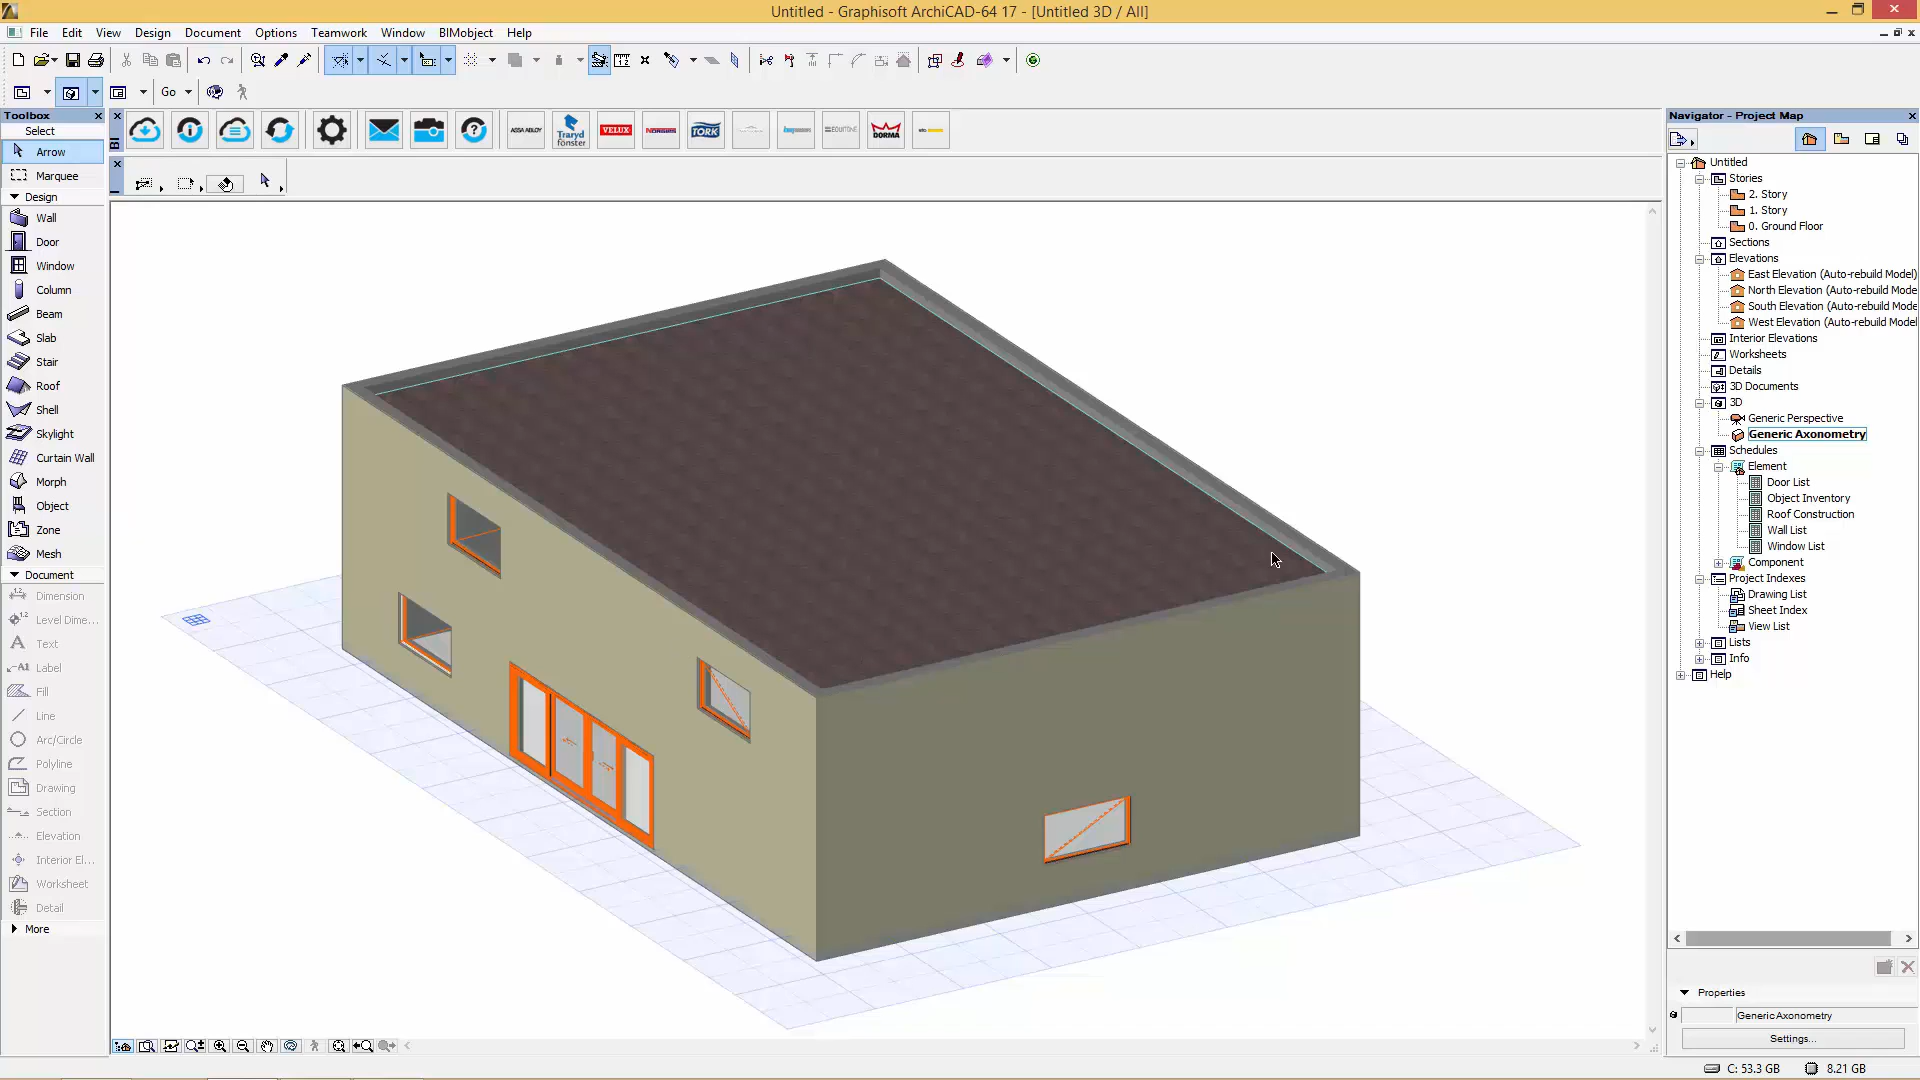 Untitled - Graphisoft ArchiCAD-64 17 - [Untitled 3D / All]
File Edit View Design Document Options Teamwork Window BIMobject Help
Go
Toolbox
Select
Arrow
Marquee
Design
Wall
Door
Window
Column
Beam
Slab
Stair
Roof
Shell
Skylight
Curtain Wall
Morph
Object
Zone
Mesh
Document
Dimension
Level Dime...
Text
Label
Fill
Line
Arc/Circle
Polyline
Drawing
Section
Elevation
Interior El...
Worksheet
Detail
More
BI
ASSA ABLOY
Traryd fönster
VELUX
TORK
EQUITONE
DORMA
Navigator - Project Map
Untitled
Stories
2. Story
1. Story
0. Ground Floor
Sections
Elevations
East Elevation (Auto-rebuild Model)
North Elevation (Auto-rebuild Mode
South Elevation (Auto-rebuild Mode
West Elevation (Auto-rebuild Model
Interior Elevations
Worksheets
Details
3D Documents
3D
Generic Perspective
Generic Axonometry
Schedules
Element
Door List
Object Inventory
Roof Construction
Wall List
Window List
Component
Project Indexes
Drawing List
Sheet Index
View List
Lists
Info
Help
Properties
Generic Axonometry
Settings...
C: 53.3 GB 8.21 GB